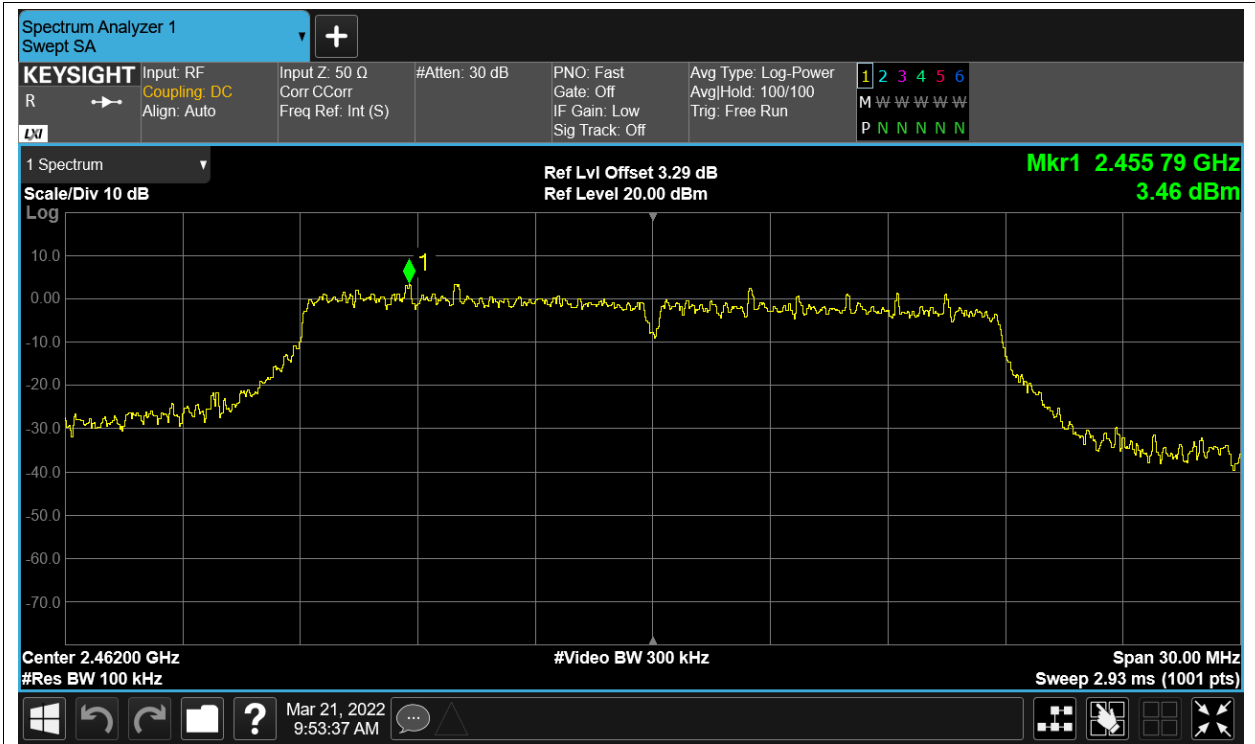 Spectrum Analyzer 1
Swept SA
KEYSIGHT
R
LXI
Input: RF
Coupling: DC
Align: Auto
Input Z: 50 Ω
Corr CCorr
Freq Ref: Int (S)
#Atten: 30 dB
PNO: Fast
Gate: Off
IF Gain: Low
Sig Track: Off
Avg Type: Log-Power
Avg|Hold: 100/100
Trig: Free Run
1 2 3 4 5 6
M W W W W W
P N N N N N
1 Spectrum
Scale/Div 10 dB
Log
Ref Lvl Offset 3.29 dB
Ref Level 20.00 dBm
Mkr1 2.455 79 GHz
3.46 dBm
1
10.0
0.00
-10.0
-20.0
-30.0
-40.0
-50.0
-60.0
-70.0
Center 2.46200 GHz
#Video BW 300 kHz
Span 30.00 MHz
#Res BW 100 kHz
Sweep 2.93 ms (1001 pts)
?
Mar 21, 2022
9:53:37 AM